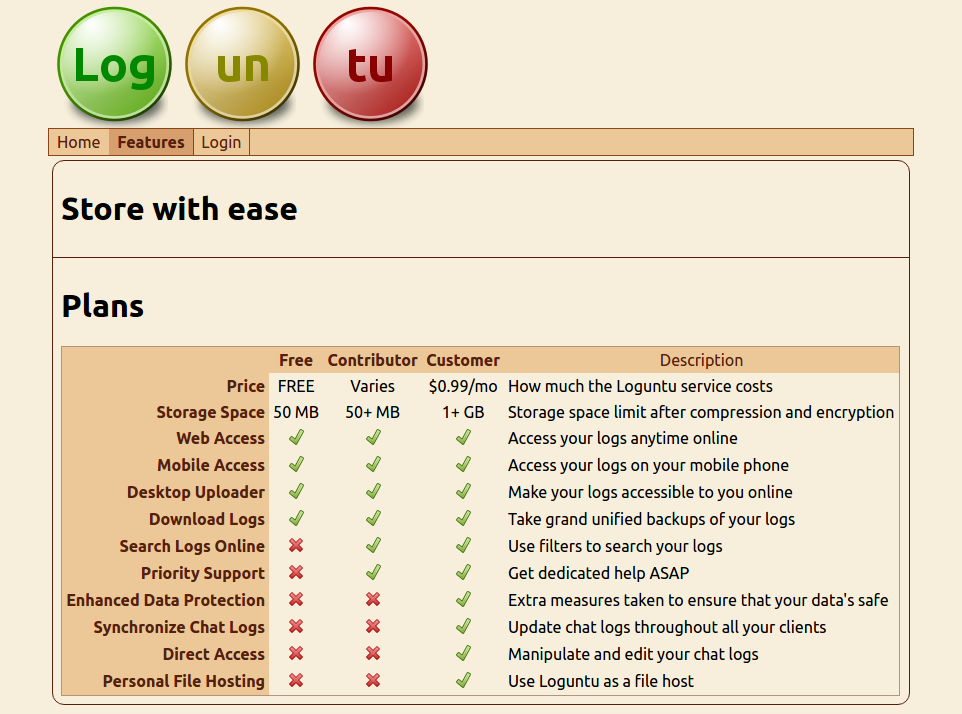 Log un tu
Home Features Login
Store with ease
Plans
Free Contributor Customer Description
Price FREE Varies $0.99/mo How much the Loguntu service costs
Storage Space 50 MB 50+ MB 1+ GB Storage space limit after compression and encryption
Web Access Access your logs anytime online
Mobile Access Access your logs on your mobile phone
Desktop Uploader Make your logs accessible to you online
Download Logs Take grand unified backups of your logs
Search Logs Online Use filters to search your logs
Priority Support Get dedicated help ASAP
Enhanced Data Protection Extra measures taken to ensure that your data's safe
Synchronize Chat Logs Update chat logs throughout all your clients
Direct Access Manipulate and edit your chat logs
Personal File Hosting Use Loguntu as a file host